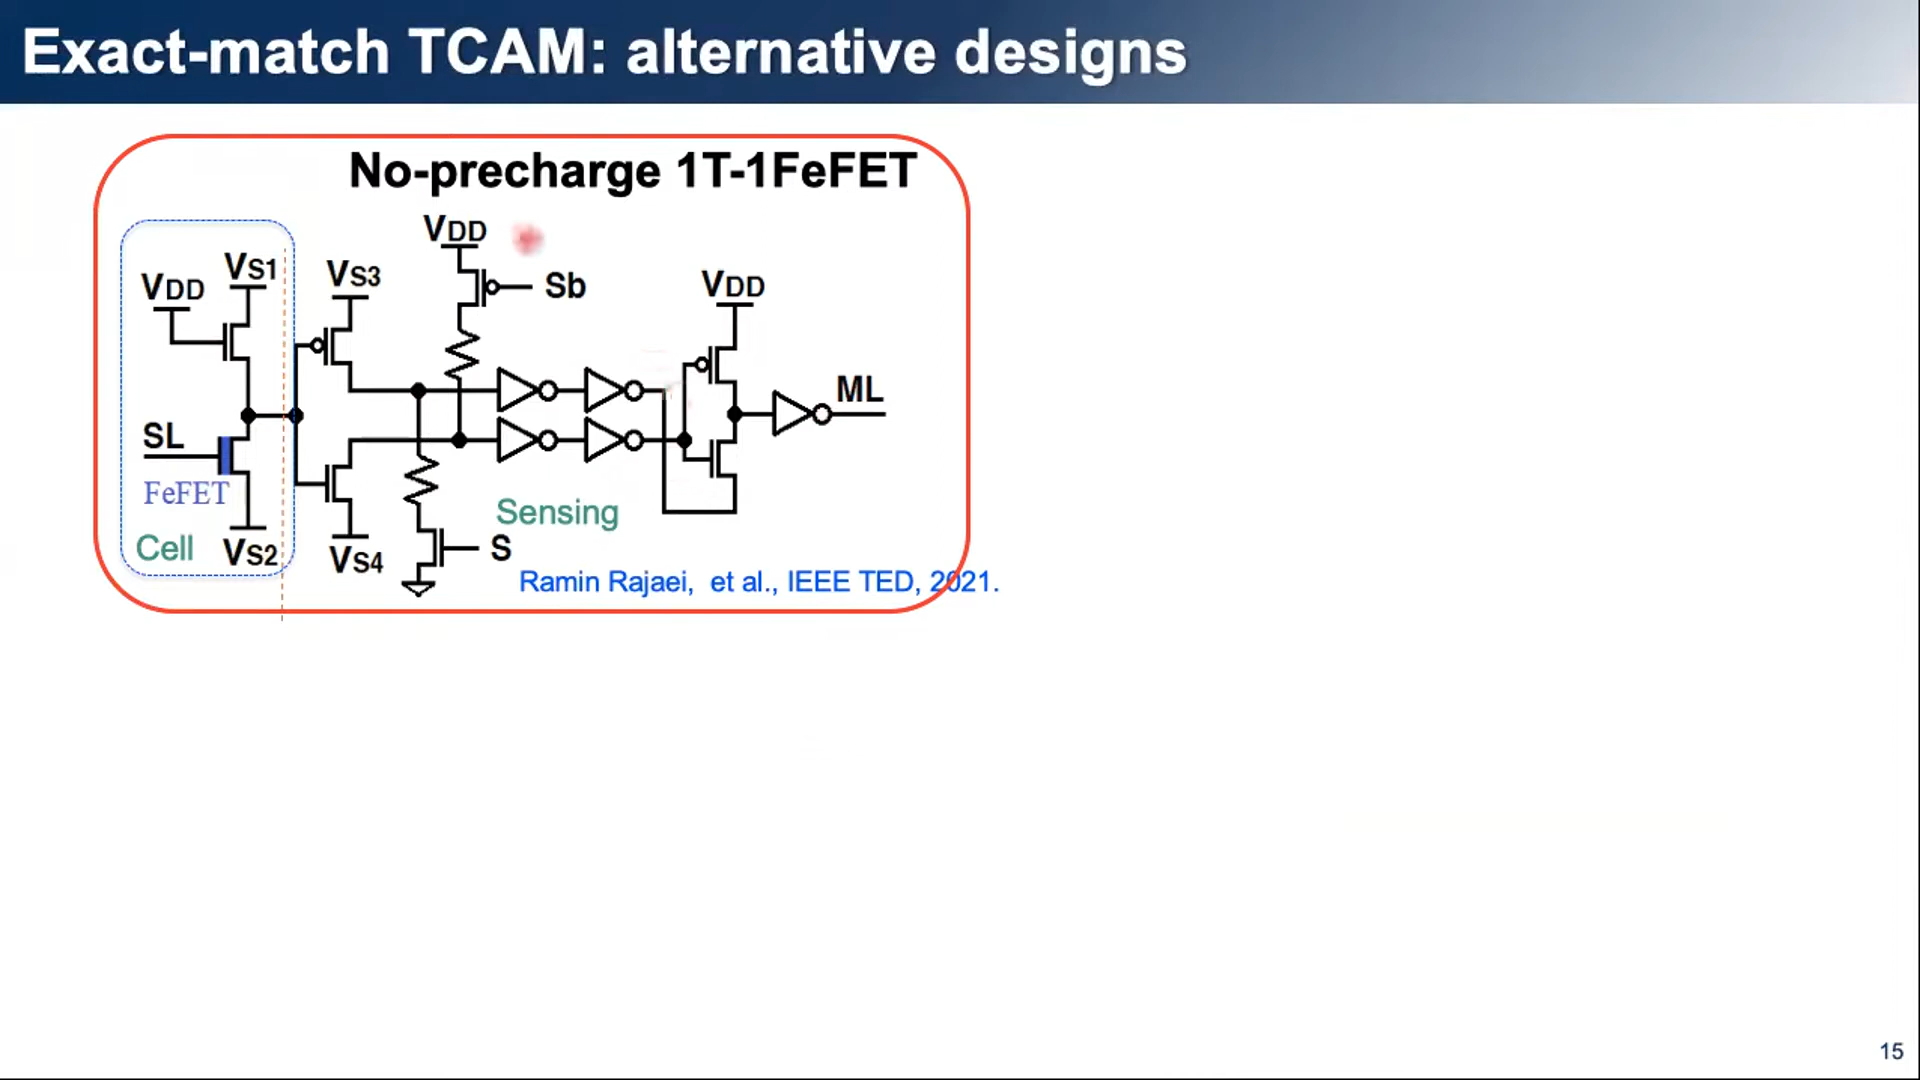 Exact-match TCAM: alternative designs
No-precharge 1T-1FeFET
VDD
VS1
VDD
VS3
Sb
VDD
SL
ML
FeFET
Sensing
Cell
VS2
VS4
S
Ramin Rajaei, et al., IEEE TED, 2021.
15